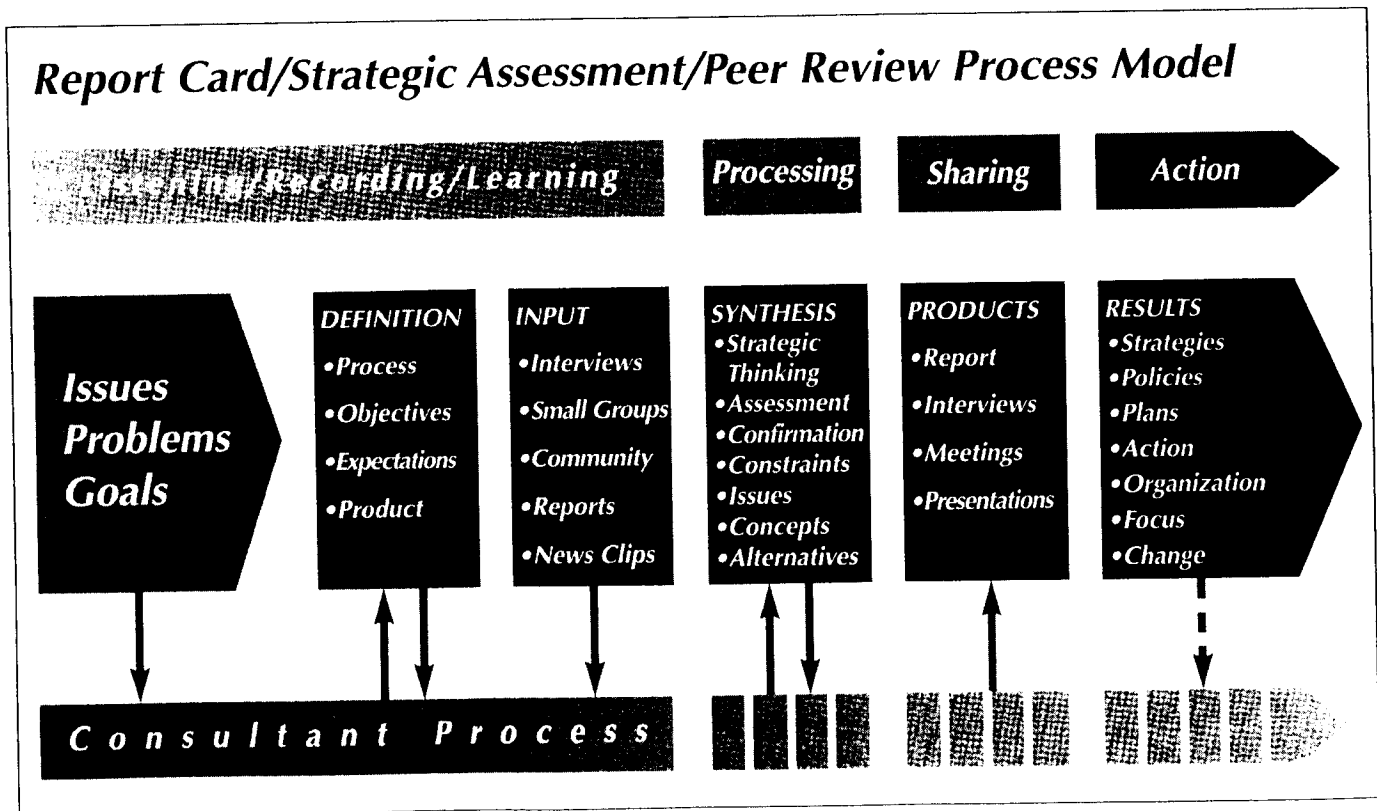 Report Card/Strategic Assessment/Peer Review Process Model
Listening/Recording/Learning
Processing
Sharing
Action
Issues
Problems
Goals
DEFINITION
•Process
•Objectives
•Expectations
•Product
INPUT
•Interviews
•Small Groups
•Community
•Reports
•News Clips
SYNTHESIS
•Strategic
Thinking
•Assessment
•Confirmation
•Constraints
•Issues
•Concepts
•Alternatives
PRODUCTS
•Report
•Interviews
•Meetings
•Presentations
RESULTS
•Strategies
•Policies
•Plans
•Action
•Organization
•Focus
•Change
Consultant Process